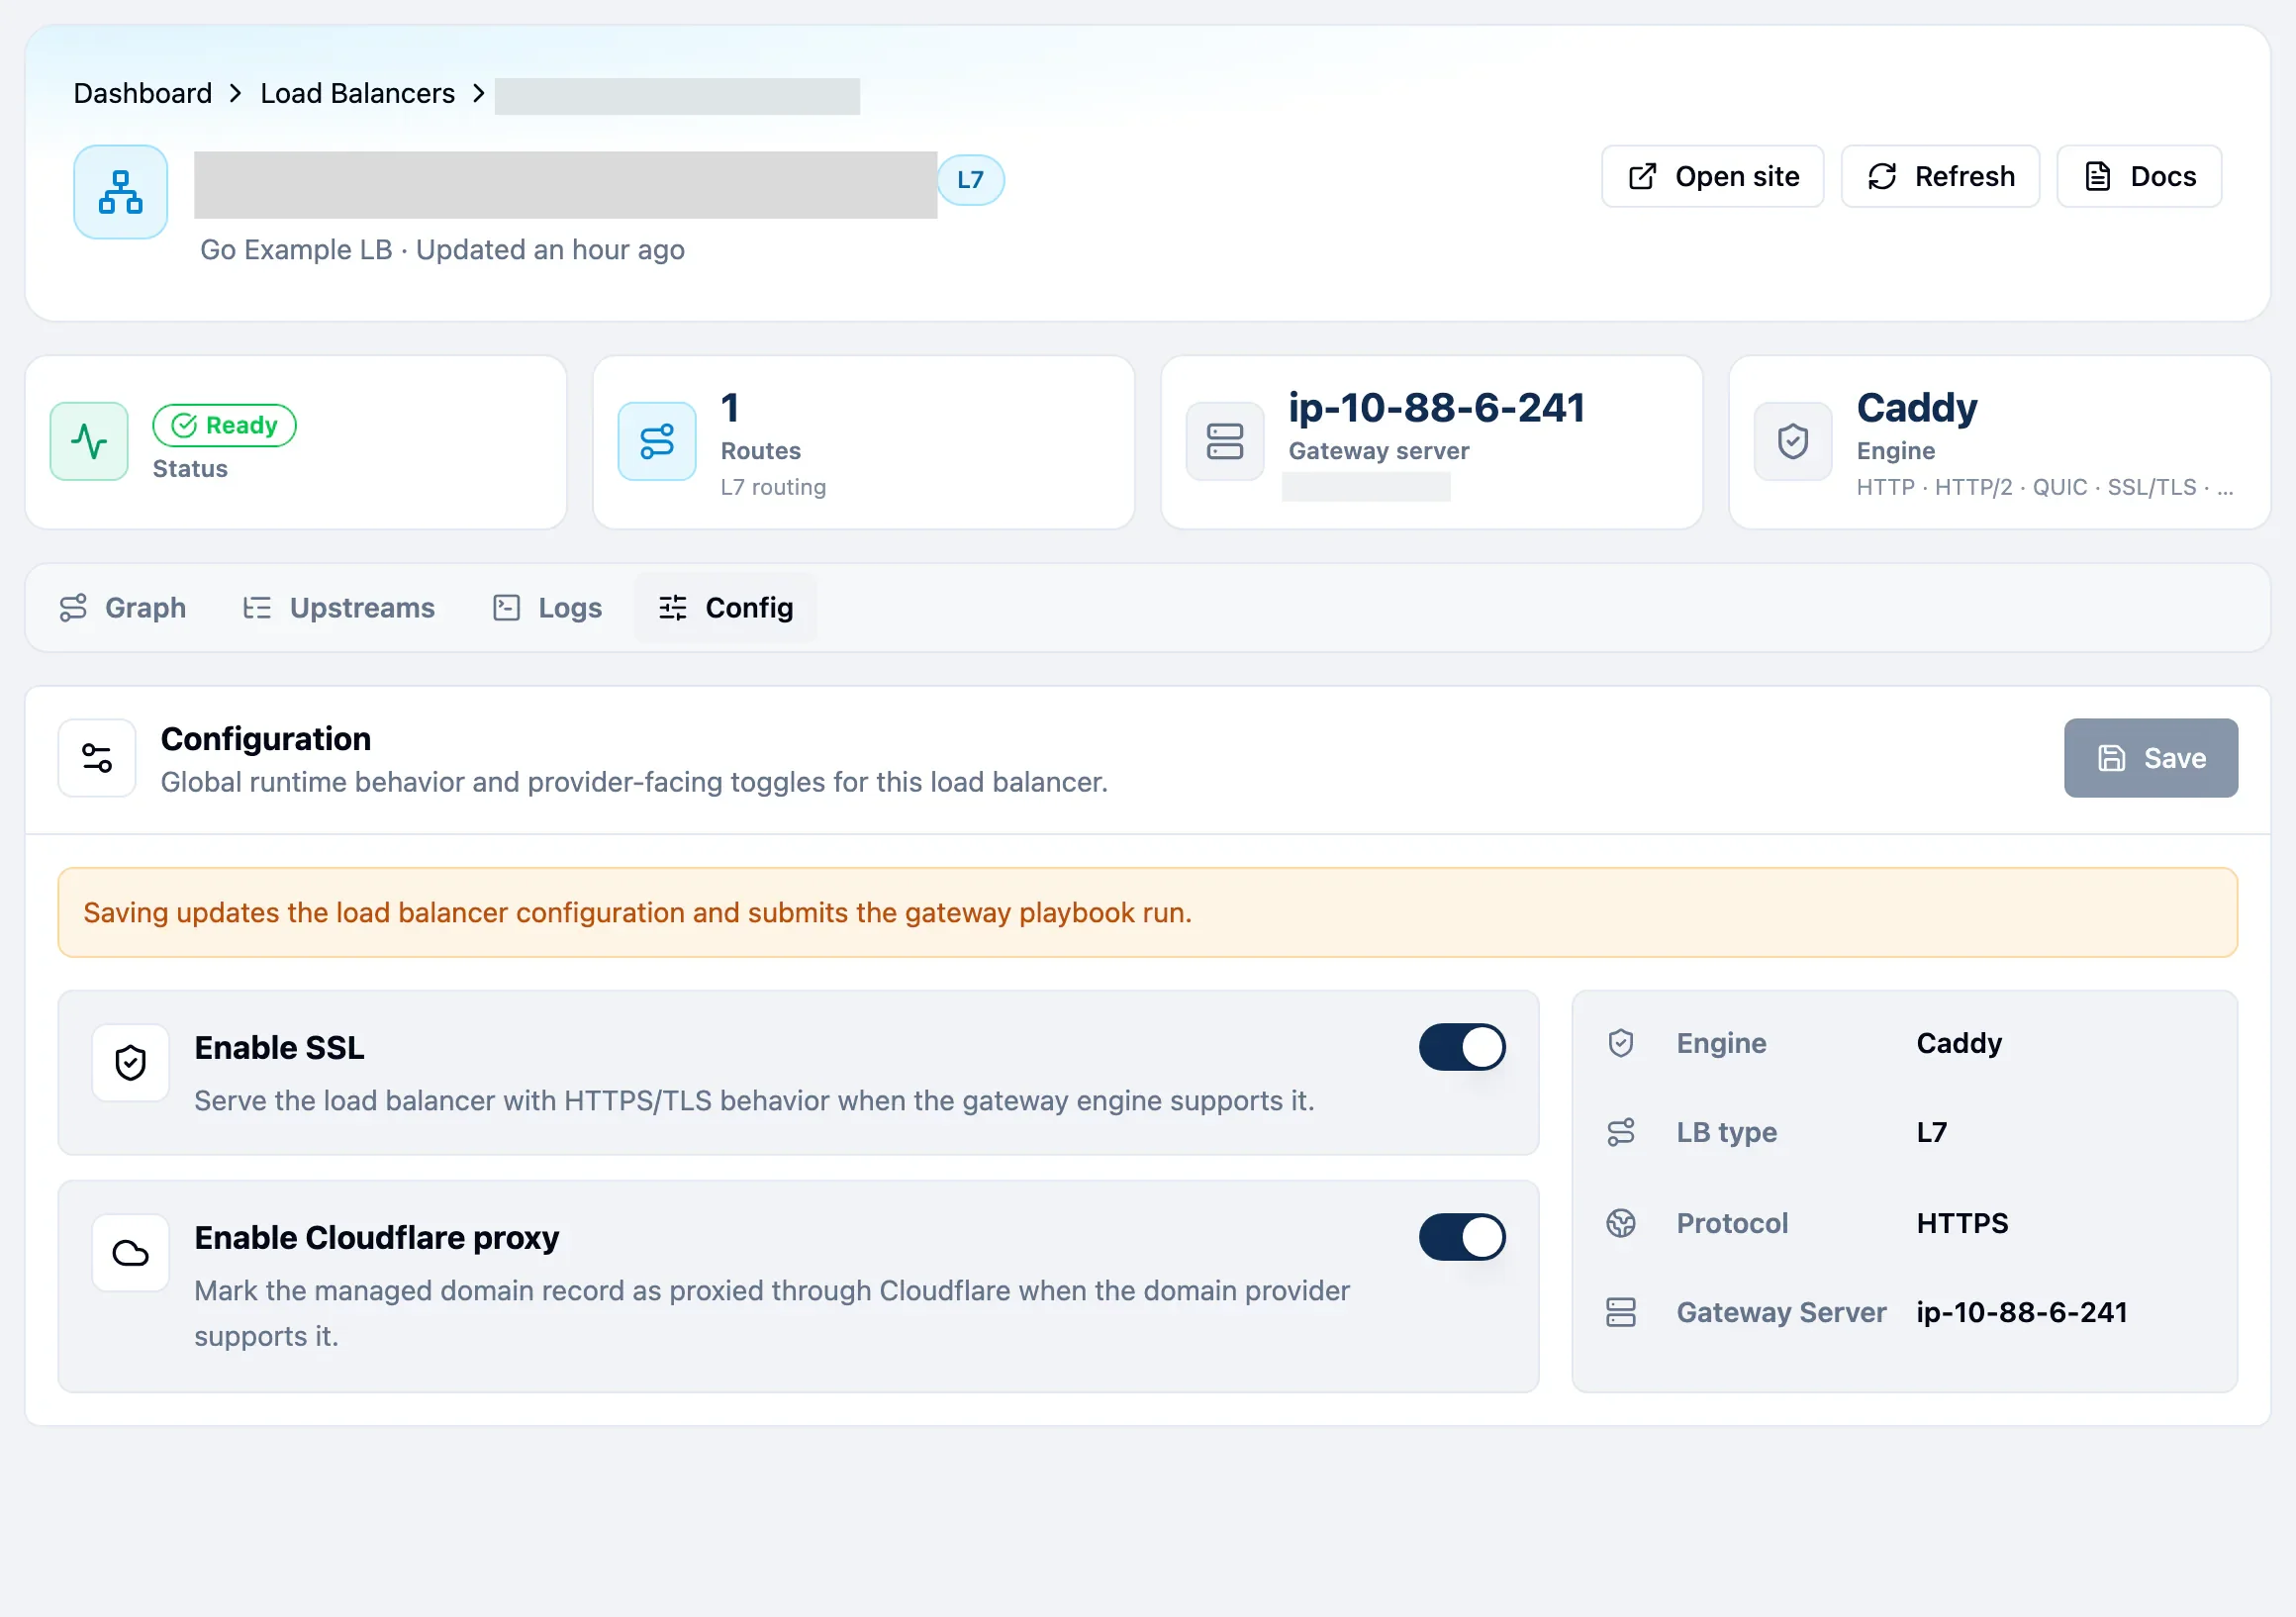 Dashboard > Load Balancers >
L7
Go Example LB · Updated an hour ago
Open site
Refresh
Docs
Ready
Status
1
Routes
L7 routing
ip-10-88-6-241
Gateway server
Caddy
Engine
HTTP · HTTP/2 · QUIC · SSL/TLS · ...
Graph
Upstreams
Logs
Config
Configuration
Global runtime behavior and provider-facing toggles for this load balancer.
Save
Saving updates the load balancer configuration and submits the gateway playbook run.
Enable SSL
Serve the load balancer with HTTPS/TLS behavior when the gateway engine supports it.
Enable Cloudflare proxy
Mark the managed domain record as proxied through Cloudflare when the domain provider
supports it.
Engine Caddy
LB type L7
Protocol HTTPS
Gateway Server ip-10-88-6-241